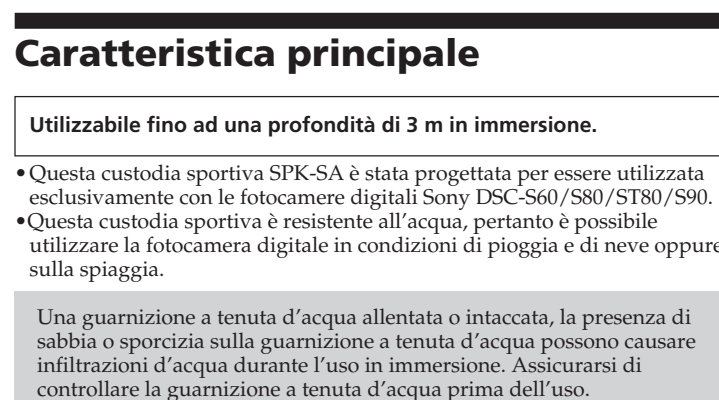 Caratteristica principale
Utilizzabile fino ad una profondità di 3 m in immersione.
•Questa custodia sportiva SPK-SA è stata progettata per essere utilizzata
esclusivamente con le fotocamere digitali Sony DSC-S60/S80/ST80/S90.
•Questa custodia sportiva è resistente all’acqua, pertanto è possibile
utilizzare la fotocamera digitale in condizioni di pioggia e di neve oppure
sulla spiaggia.
Una guarnizione a tenuta d’acqua allentata o intaccata, la presenza di
sabbia o sporcizia sulla guarnizione a tenuta d’acqua possono causare
infiltrazioni d’acqua durante l’uso in immersione. Assicurarsi di
controllare la guarnizione a tenuta d’acqua prima dell’uso.